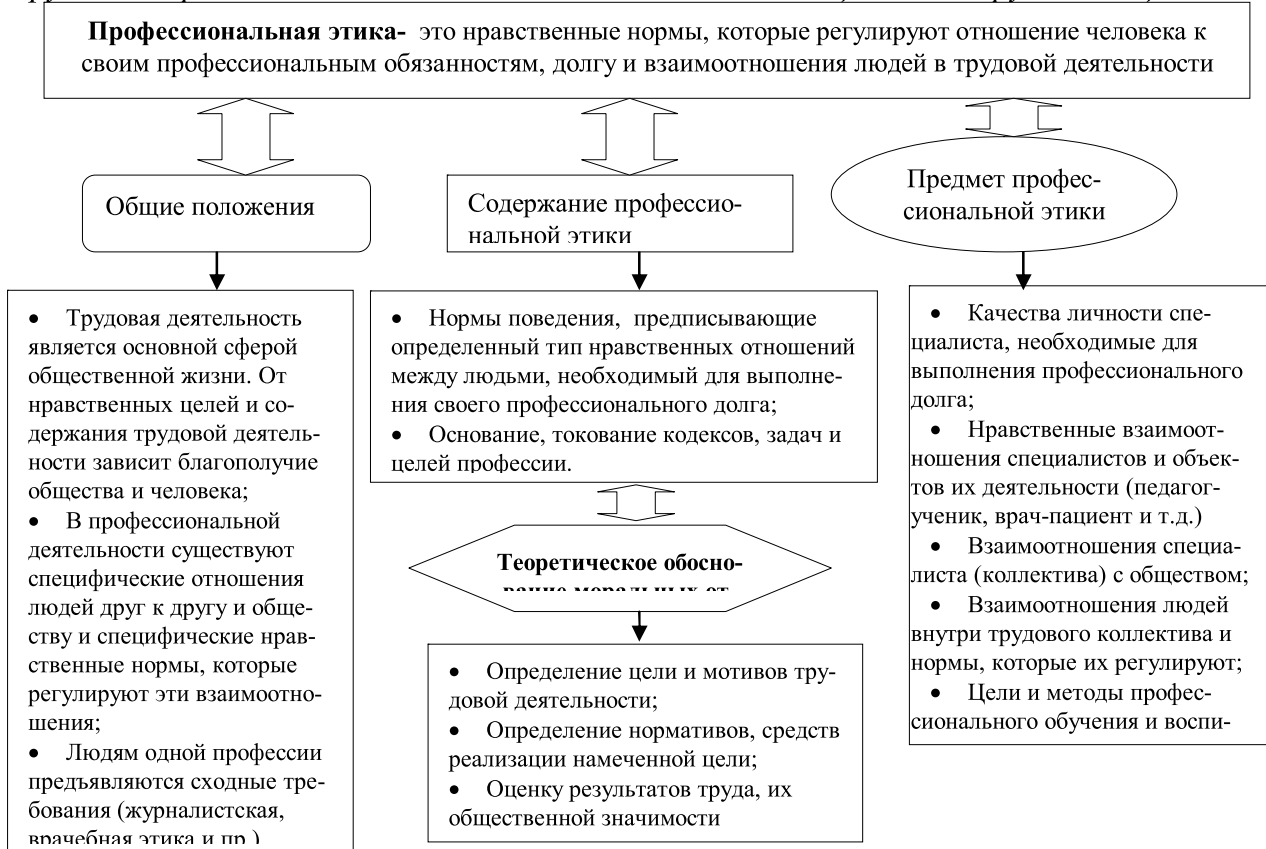 Профессиональная этика- это нравственные нормы, которые регулируют отношение человека к
своим профессиональным обязанностям, долгу и взаимоотношения людей в трудовой деятельности
Общие положения
Содержание профессио-
нальной этики
Предмет профес-
сиональной этики
• Трудовая деятельность
является основной сферой
общественной жизни. От
нравственных целей и со-
держания трудовой деятель-
ности зависит благополучие
общества и человека;
• В профессиональной
деятельности существуют
специфические отношения
людей друг к другу и обще-
ству и специфические нрав-
ственные нормы, которые
регулируют эти взаимоотно-
шения;
• Людям одной профессии
предъявляются сходные тре-
бования (журналистская,
врачебная этика и пр.)
• Нормы поведения, предписывающие
определенный тип нравственных отношений
между людьми, необходимый для выполне-
ния своего профессионального долга;
• Основание, токование кодексов, задач и
целей профессии.
Теоретическое обосно-
вание моральных от
• Определение цели и мотивов тру-
довой деятельности;
• Определение нормативов, средств
реализации намеченной цели;
• Оценку результатов труда, их
общественной значимости
• Качества личности спе-
циалиста, необходимые для
выполнения профессионального
долга;
• Нравственные взаимоот-
ношения специалистов и объек-
тов их деятельности (педагог-
ученик, врач-пациент и т.д.)
• Взаимоотношения специа-
листа (коллектива) с обществом;
• Взаимоотношения людей
внутри трудового коллектива и
нормы, которые их регулируют;
• Цели и методы профес-
сионального обучения и воспи-